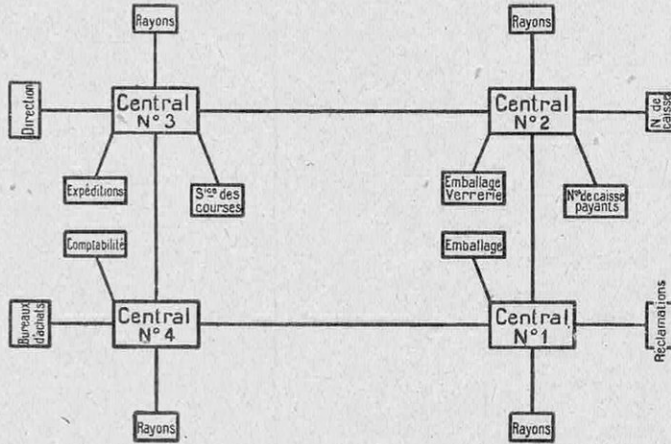 Rayons
Rayons
Direction
Central
N°3
Central
N°2
N. de
caisse
Expéditions
Sice des
courses
Emballage
Verrerie
Nos de caisse
payants
Comptabilité
Emballage
Bureaux
d'achats
Central
N°4
Central
N°1
Réclamations
Rayons
Rayons